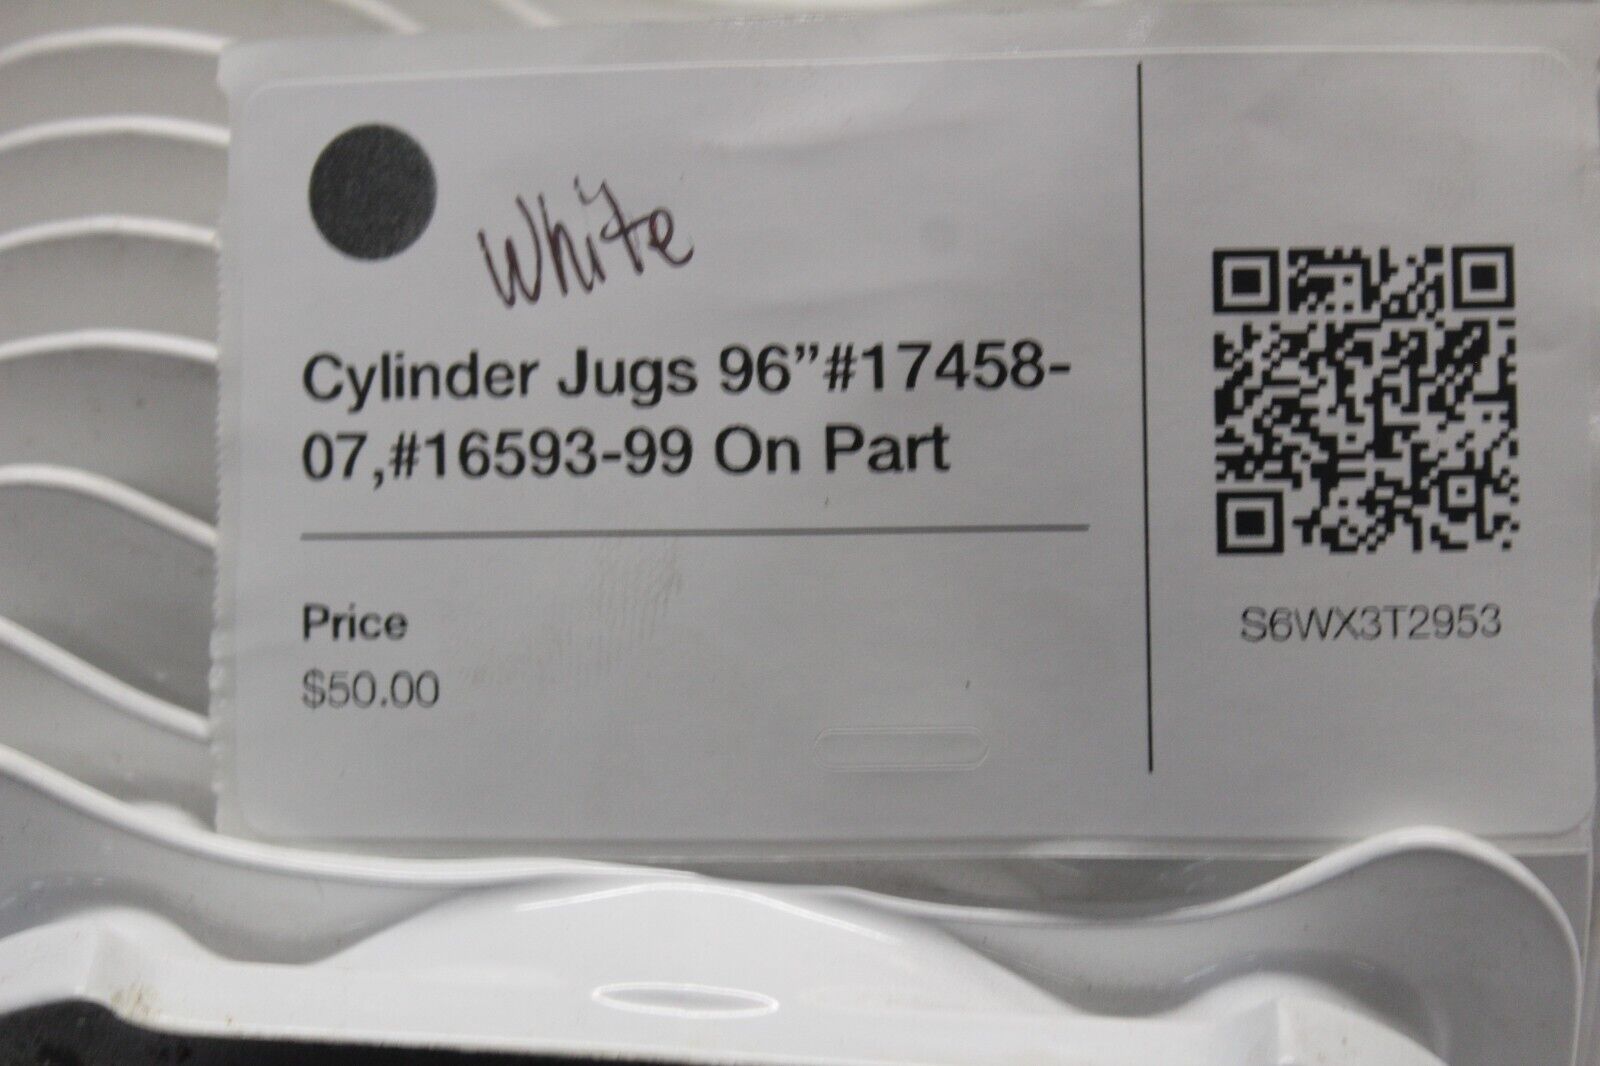 White
Cylinder Jugs 96”#17458-
07,#16593-99 On Part
Price
$50.00
S6WX3T2953